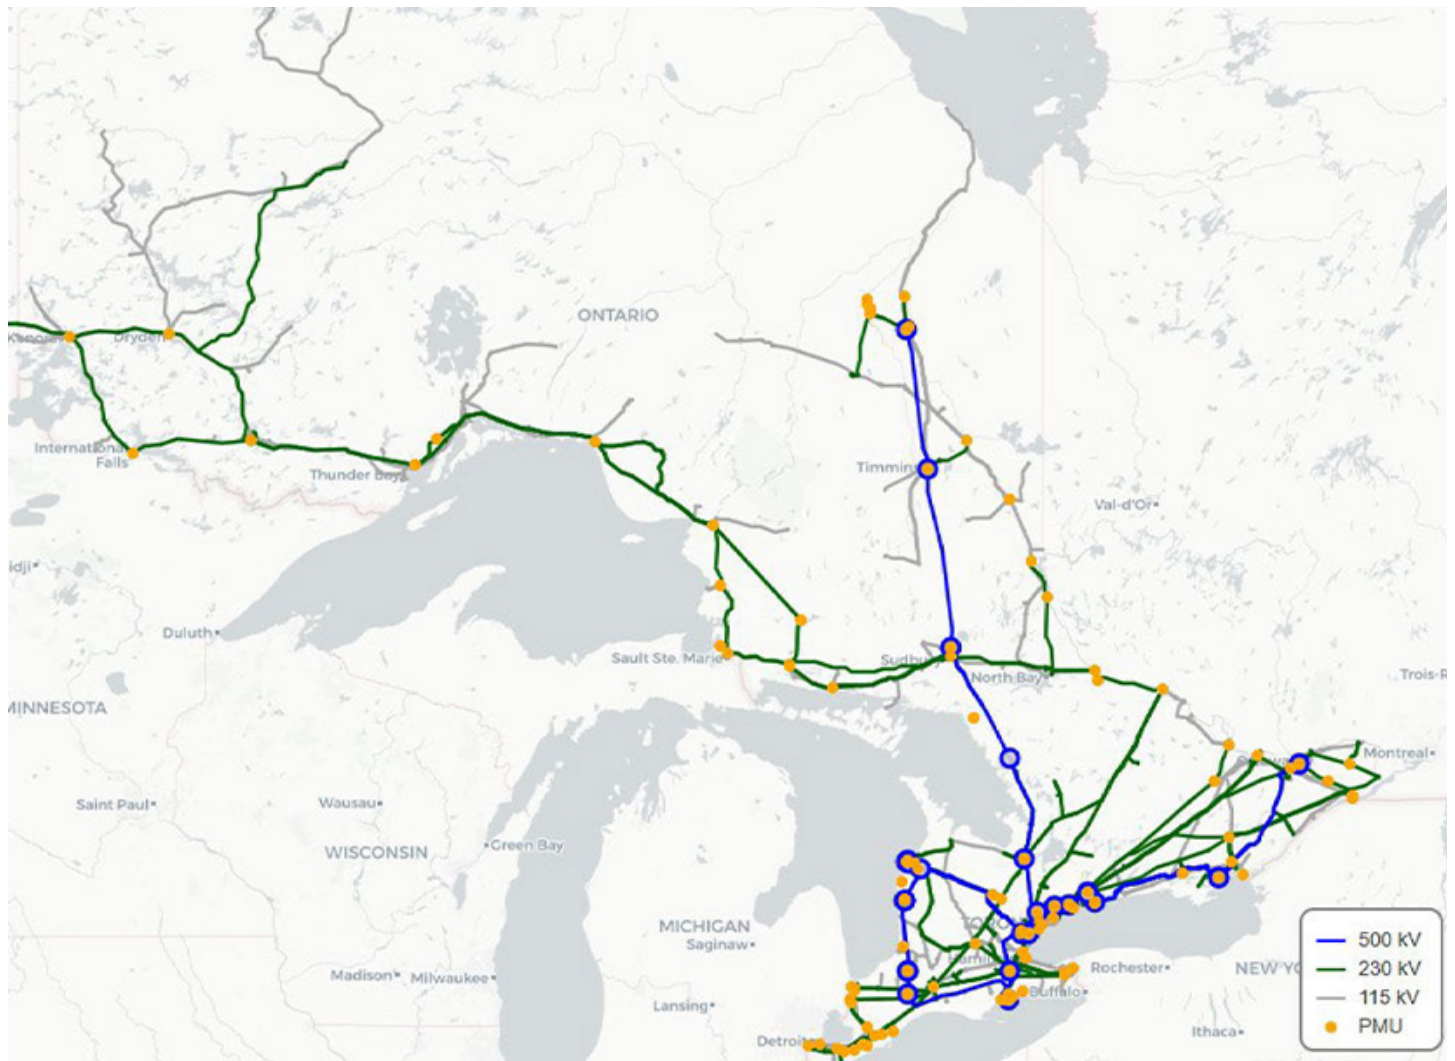 ONTARIO
Dryden
International
Falls
Thunder Bay
Timmins
Val-d'Or
Duluth
Sault Ste. Marie
Sudbury
North Bay
Trois-R
MINNESOTA
Montreal
Saint Paul
Wausau
Green Bay
WISCONSIN
MICHIGAN
Saginaw
Madison
Milwaukee
Rochester
NEW YO
Lansing
Buffalo
Ithaca
Detroit
500 kV
230 kV
115 kV
PMU